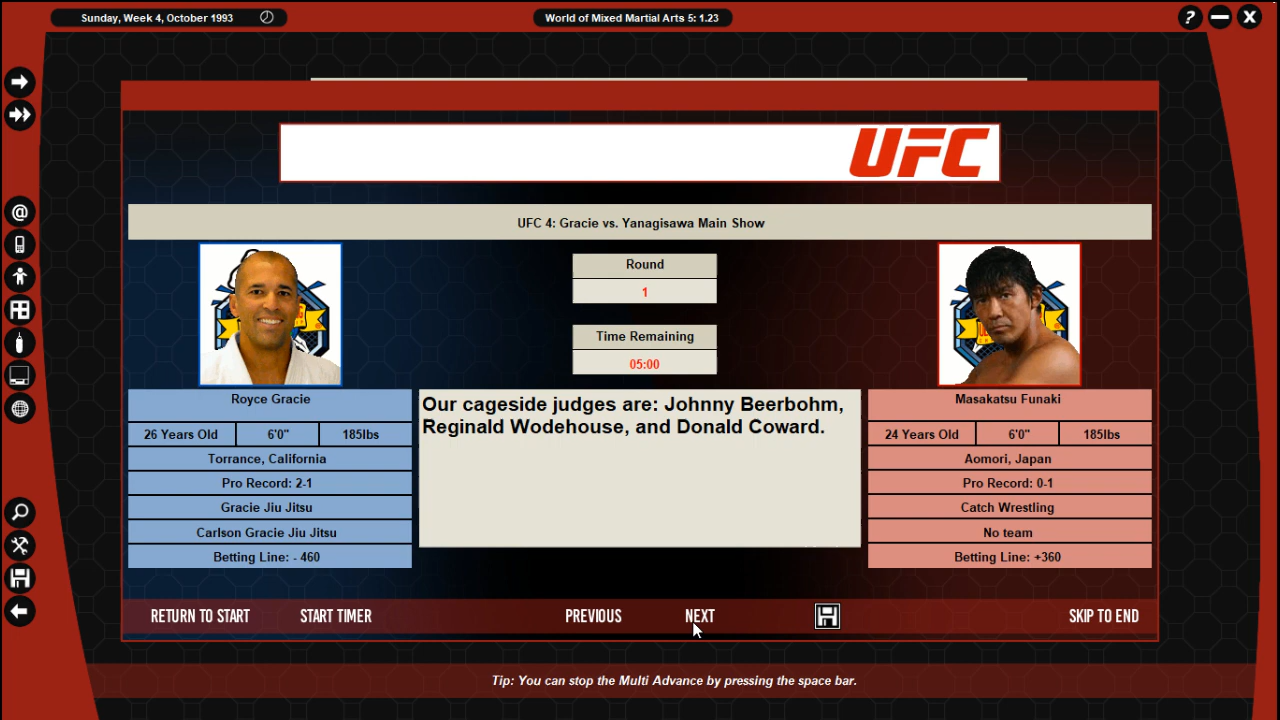 Sunday, Week 4, October 1993
World of Mixed Martial Arts 5: 1.23
?
X
UFC
UFC 4: Gracie vs. Yanagisawa Main Show
Round
1
Time Remaining
05:00
Royce Gracie
26 Years Old
6'0"
185lbs
Torrance, California
Pro Record: 2-1
Gracie Jiu Jitsu
Carlson Gracie Jiu Jitsu
Betting Line: - 460
Our cageside judges are: Johnny Beerbohm,
Reginald Wodehouse, and Donald Coward.
Masakatsu Funaki
24 Years Old
6'0"
185lbs
Aomori, Japan
Pro Record: 0-1
Catch Wrestling
No team
Betting Line: +360
@
RETURN TO START
START TIMER
PREVIOUS
NEXT
SKIP TO END
Tip: You can stop the Multi Advance by pressing the space bar.